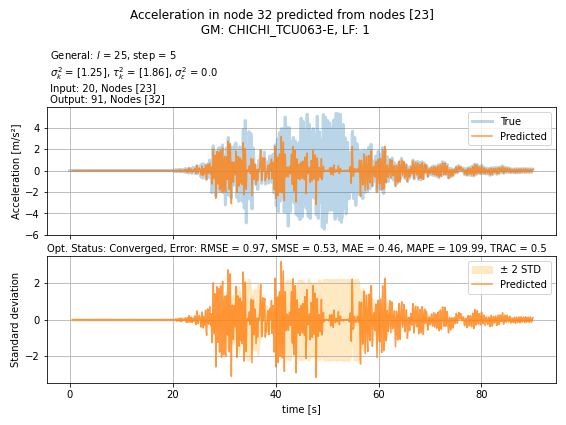 Acceleration in node 32 predicted from nodes [23]
GM: CHICHI_TCU063-E, LF: 1
General: l = 25, step = 5
σ²ₖ = [1.25], τ²ₖ = [1.86], σ²ε = 0.0
Input: 20, Nodes [23]
Output: 91, Nodes [32]
Acceleration [m/s²]
4
2
0
−2
−4
−6
True
Predicted
Opt. Status: Converged, Error: RMSE = 0.97, SMSE = 0.53, MAE = 0.46, MAPE = 109.99, TRAC = 0.5
Standard deviation
2
0
−2
± 2 STD
Predicted
0
20
40
60
80
time [s]